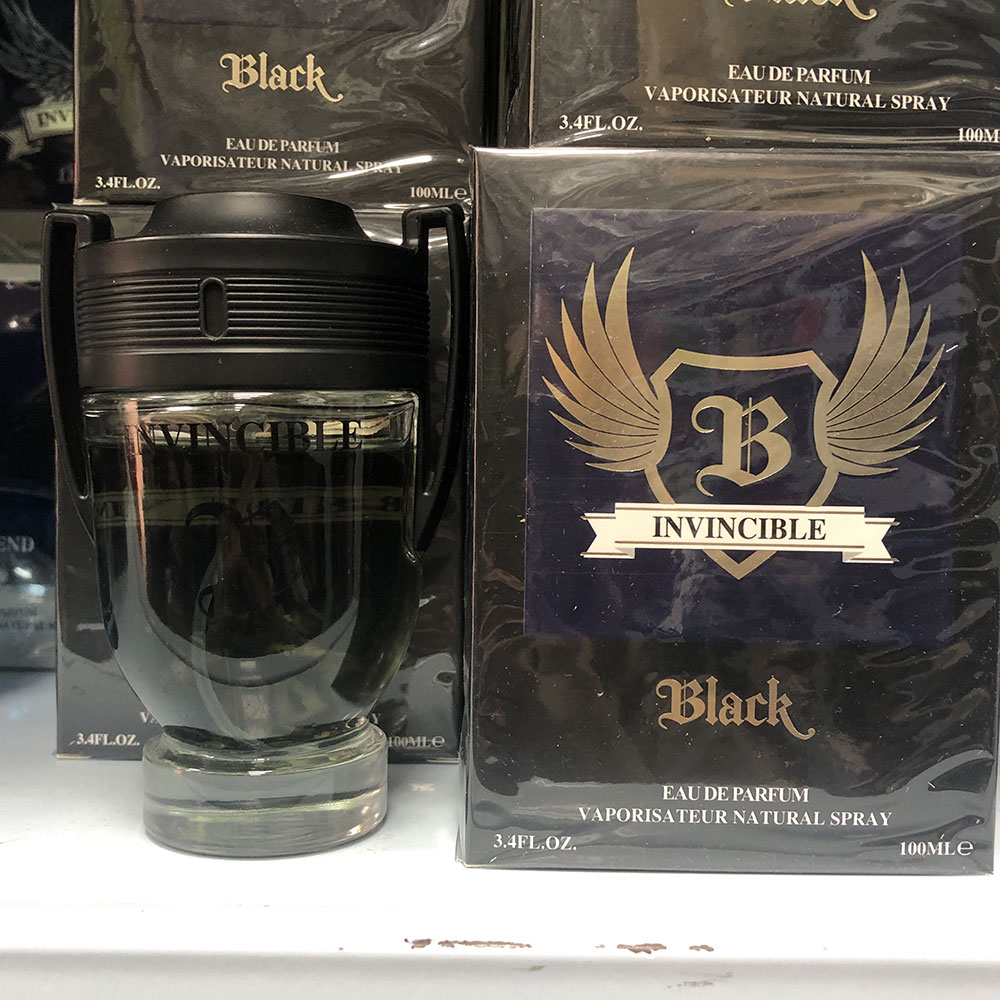 Black
EAU DE PARFUM
VAPORISATEUR NATURAL SPRAY
3.4FL.OZ.
100ML℮
EAU DE PARFUM
VAPORISATEUR NATURAL SPRAY
3.4FL.OZ.
INVINCIBLE
3.4FL.OZ.
100ML℮
B
INVINCIBLE
Black
EAU DE PARFUM
VAPORISATEUR NATURAL SPRAY
3.4FL.OZ.
100ML℮